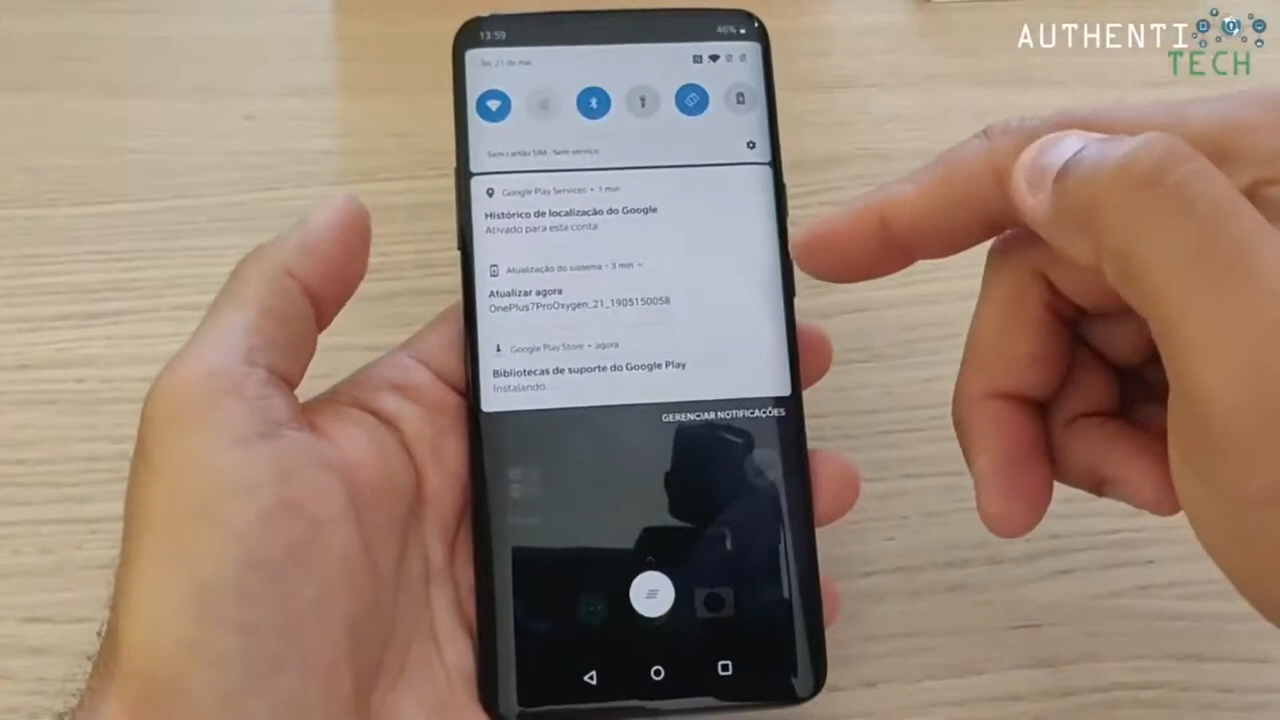 AUTHENTI
TECH
13:59
46%
Google Play Services • 1 min
Histórico de localização do Google
Ativado para esta conta
Sem cartão SIM - Sem serviço
Atualização do sistema • 3 min
Atualizar agora
OnePlus7ProOxygen_21_1905150058
Google Play Store • agora
Bibliotecas de suporte do Google Play
Instalando...
GERENCIAR NOTIFICAÇÕES